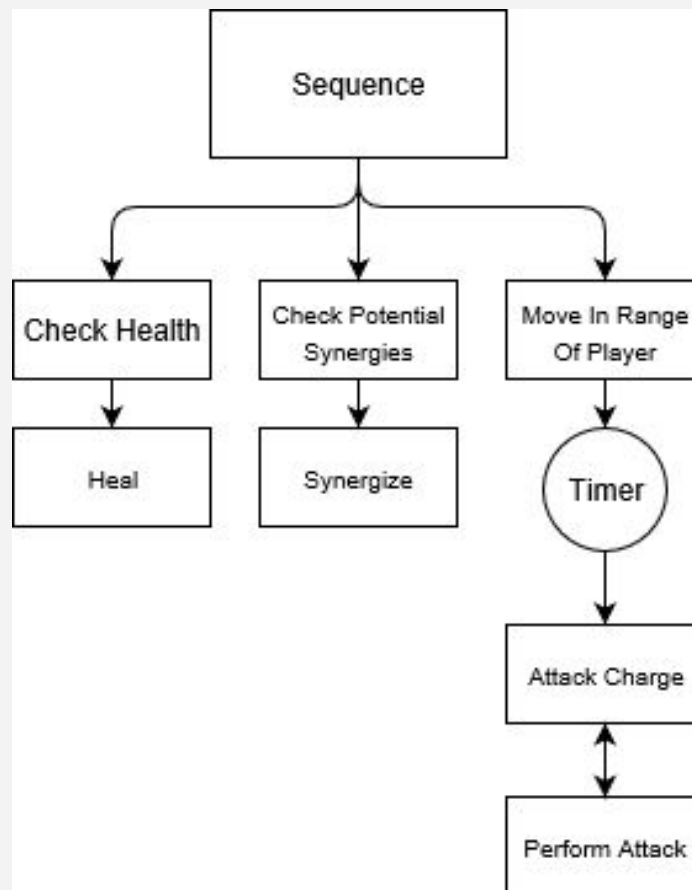 Sequence
Check Health
Check Potential
Synergies
Move In Range
Of Player
Heal
Synergize
Timer
Attack Charge
Perform Attack